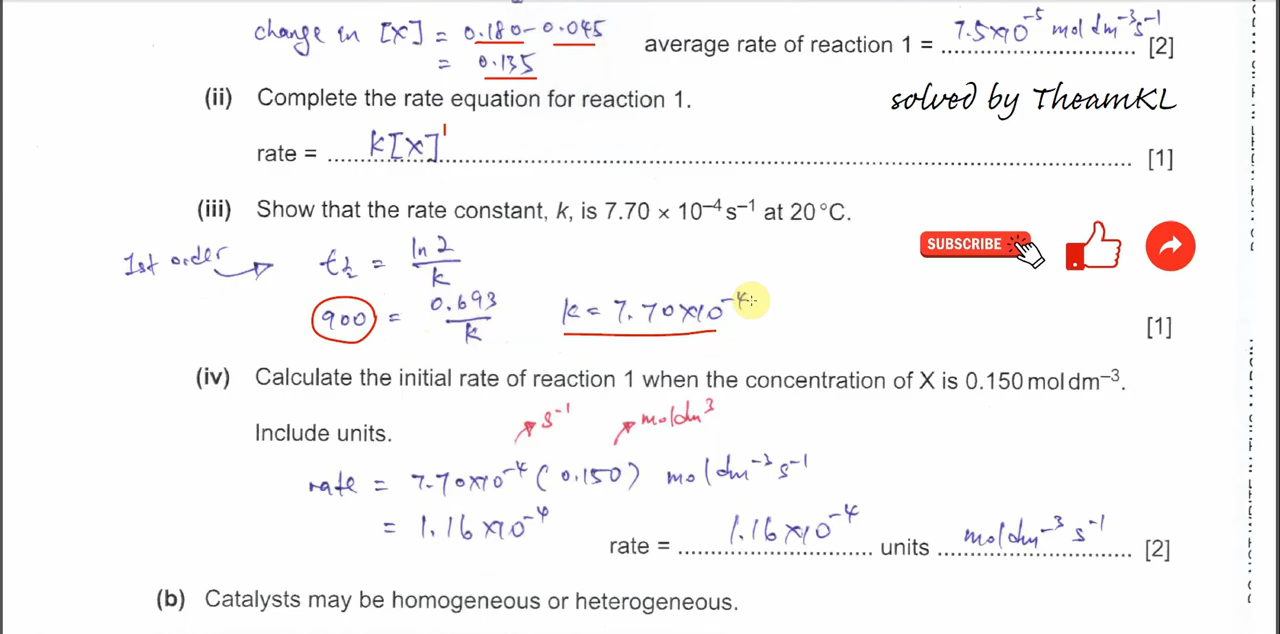 change in [X] = 0.180-0.045
= 0.135
average rate of reaction 1 = 7.5×10⁻⁵ mol dm⁻³s⁻¹ [2]
(ii) Complete the rate equation for reaction 1.
solved by TheamKL
rate = k[X]¹ [1]
(iii) Show that the rate constant, k, is 7.70 × 10⁻⁴ s⁻¹ at 20 °C.
SUBSCRIBE
1st order → t½ = ln 2 / k
900 = 0.693 / k k = 7.70×10⁻⁴
[1]
(iv) Calculate the initial rate of reaction 1 when the concentration of X is 0.150 mol dm⁻³.
s⁻¹ mol dm³
Include units.
rate = 7.70×10⁻⁴ (0.150) mol dm⁻³ s⁻¹
= 1.16×10⁻⁴
rate = 1.16×10⁻⁴ units mol dm⁻³ s⁻¹ [2]
(b) Catalysts may be homogeneous or heterogeneous.